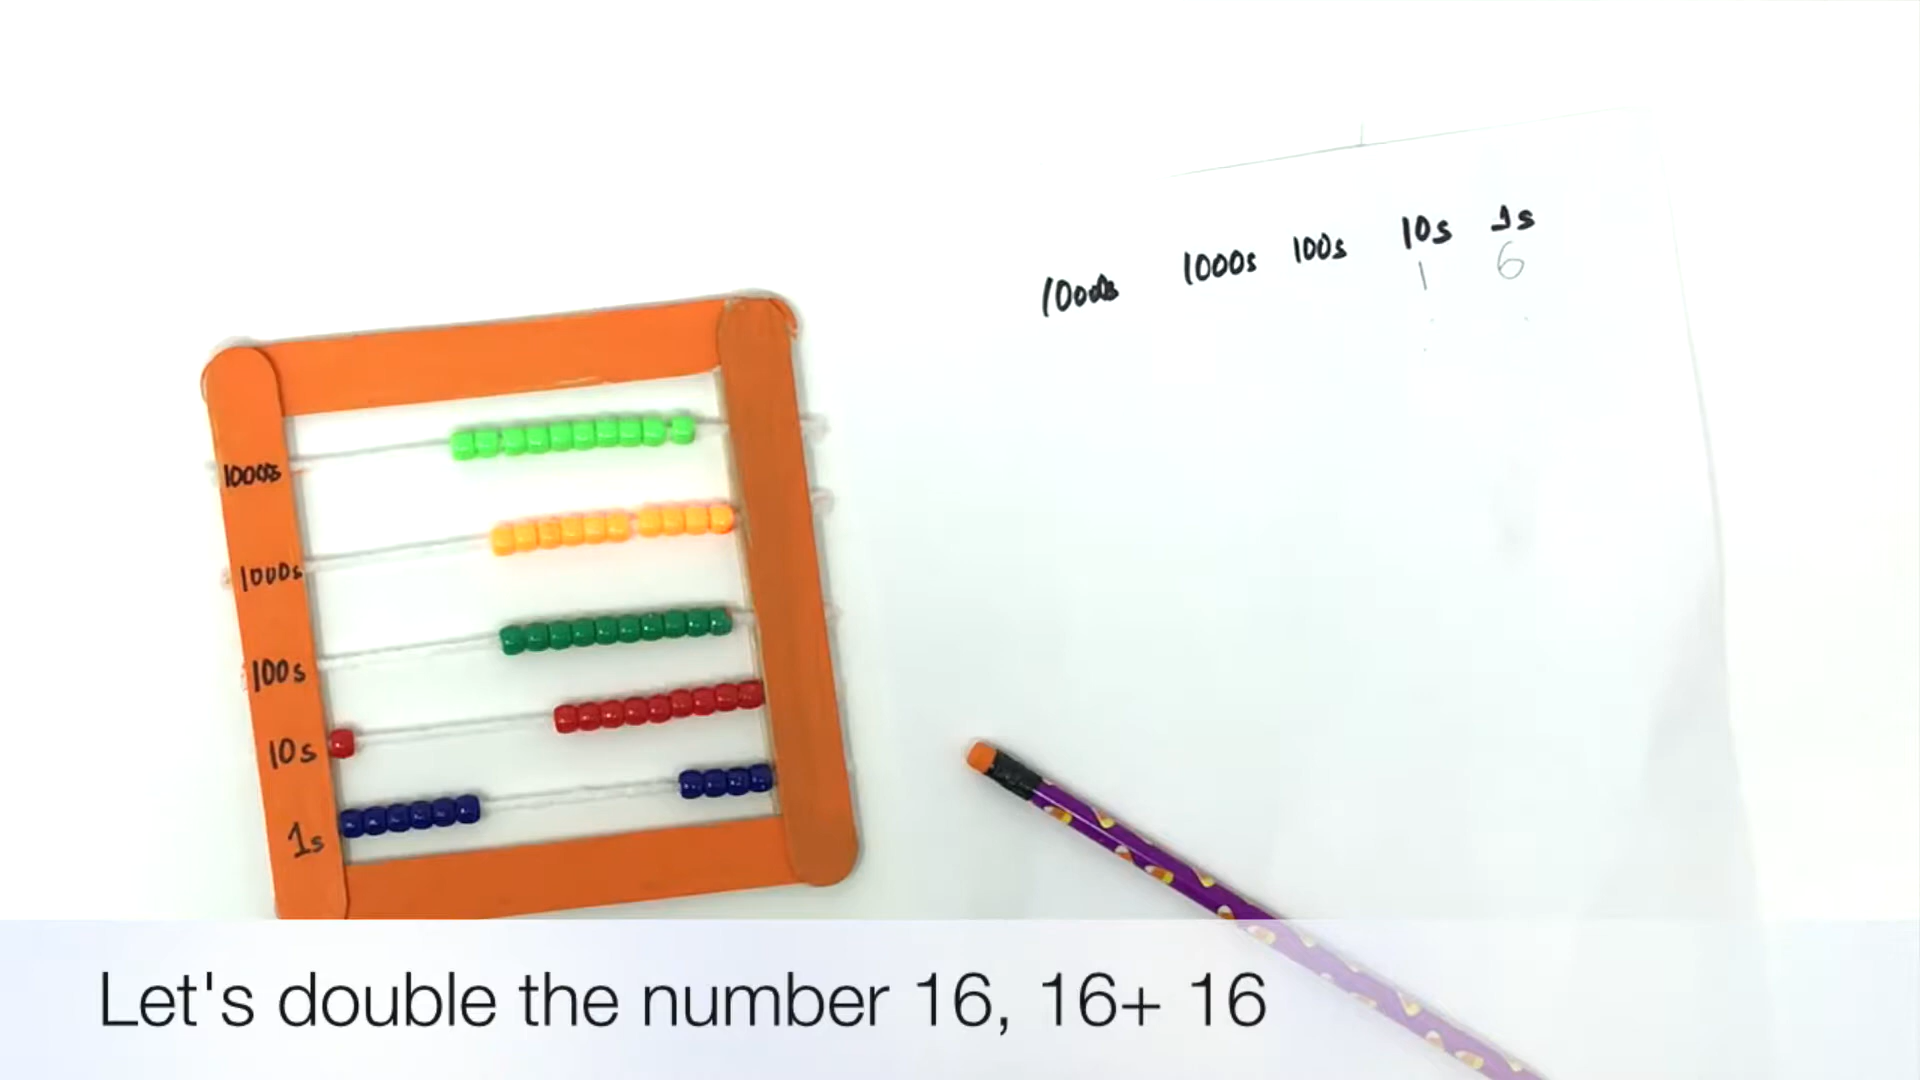 10000s 1000s 100s 10s 1s
1 6
10000s
1000s
100s
10s
1s
Let's double the number 16, 16+ 16